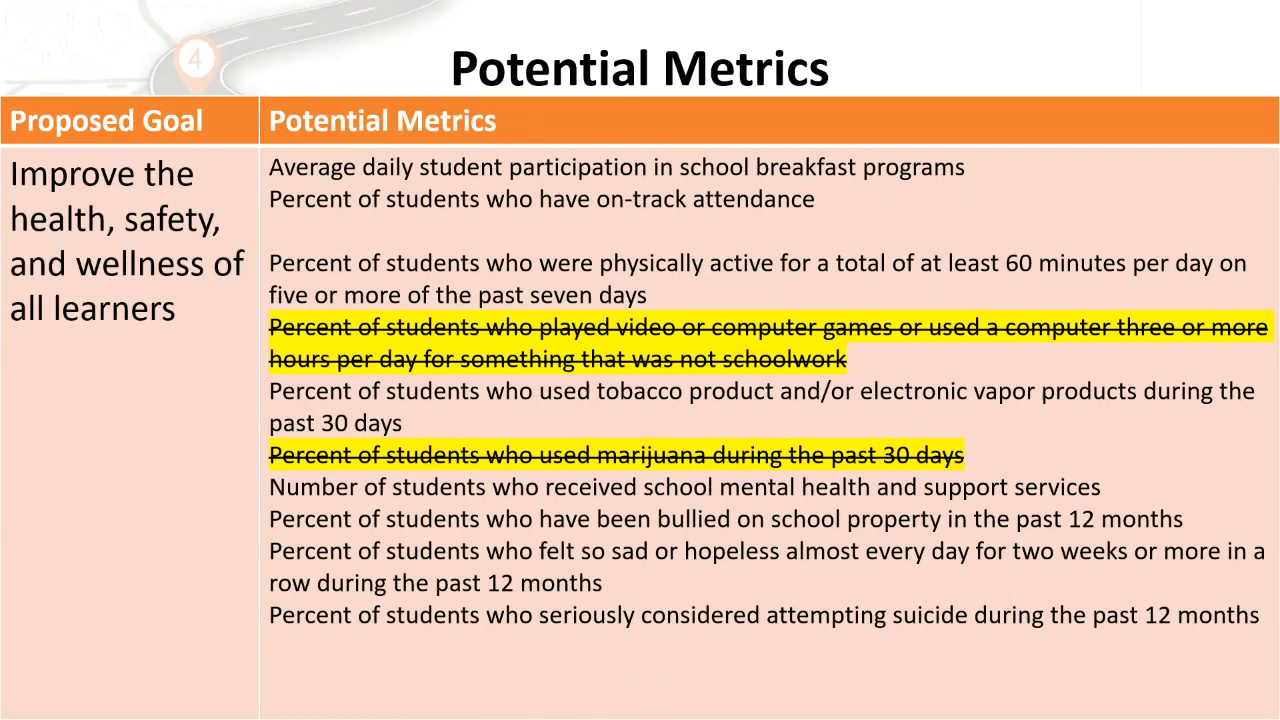 4
Potential Metrics
Proposed Goal
Potential Metrics
Improve the
health, safety,
and wellness of
all learners
Average daily student participation in school breakfast programs
Percent of students who have on-track attendance
Percent of students who were physically active for a total of at least 60 minutes per day on
five or more of the past seven days
Percent of students who played video or computer games or used a computer three or more
hours per day for something that was not schoolwork
Percent of students who used tobacco product and/or electronic vapor products during the
past 30 days
Percent of students who used marijuana during the past 30 days
Number of students who received school mental health and support services
Percent of students who have been bullied on school property in the past 12 months
Percent of students who felt so sad or hopeless almost every day for two weeks or more in a
row during the past 12 months
Percent of students who seriously considered attempting suicide during the past 12 months